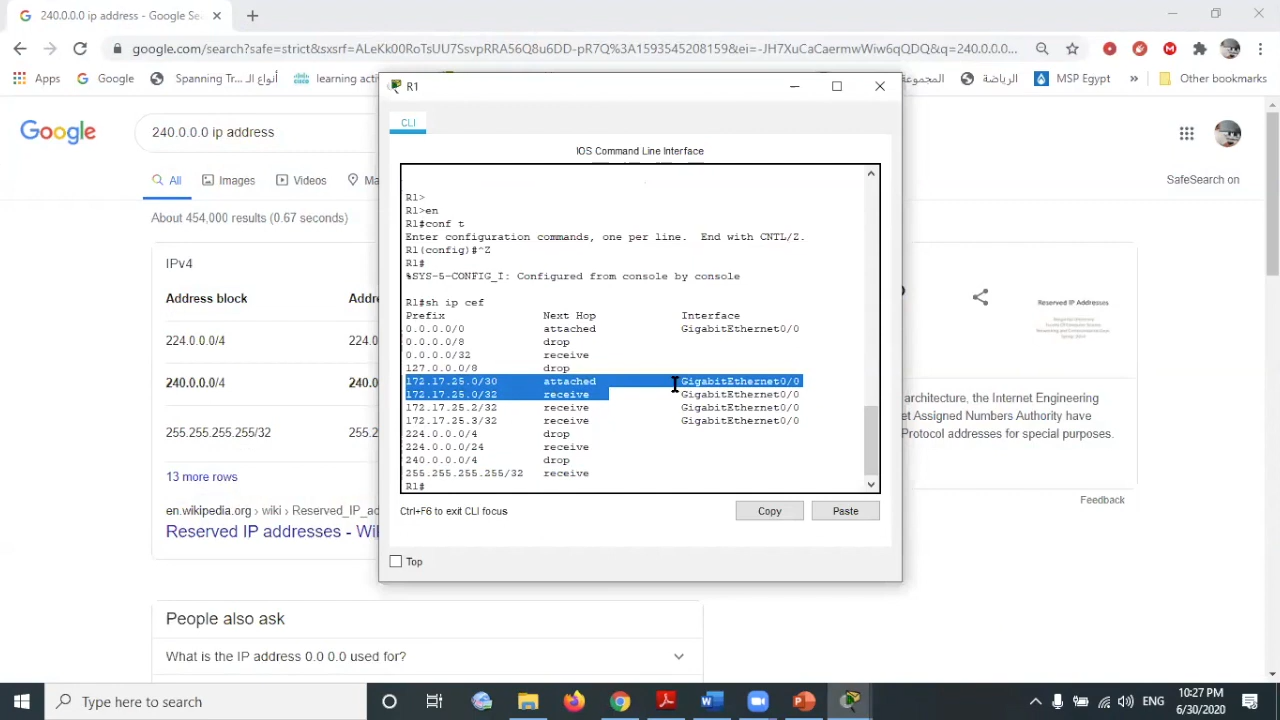 240.0.0.0 ip address - Google Se
google.com/search?safe=strict&sxsrf=ALeKk00RoTsUU7SsvpRRA56Q8u6DD-pR7Q%3A1593545208159&ei=-JH7XuCaCaermwWiw6qQDQ&q=240.0.0.0...
Apps
Google
Spanning Tr... أنواع ال
learning acti
المجموعة
الرياضة
MSP Egypt
»
Other bookmarks
Google
240.0.0.0 ip address
All
Images
Videos
Ma
SafeSearch on
About 454,000 results (0.67 seconds)
IPv4
Address block
Addr
224.0.0.0/4
240.0.0.0/4
255.255.255.255/32
13 more rows
en.wikipedia.org › wiki › Reserved_IP_ad
Reserved IP addresses - Wi
Reserved IP Addresses
architecture, the Internet Engineering
et Assigned Numbers Authority have
Protocol addresses for special purposes.
Feedback
People also ask
What is the IP address 0.0 0.0 used for?
R1
CLI
IOS Command Line Interface
R1>
R1>en
R1#conf t
Enter configuration commands, one per line. End with CNTL/Z.
R1(config)#^Z
R1#
%SYS-5-CONFIG_I: Configured from console by console
R1#sh ip cef
Prefix Next Hop Interface
0.0.0.0/0 attached GigabitEthernet0/0
0.0.0.0/8 drop
0.0.0.0/32 receive
127.0.0.0/8 drop
172.17.25.0/30 attached GigabitEthernet0/0
172.17.25.0/32 receive GigabitEthernet0/0
172.17.25.2/32 receive GigabitEthernet0/0
172.17.25.3/32 receive GigabitEthernet0/0
224.0.0.0/4 drop
224.0.0.0/24 receive
240.0.0.0/4 drop
255.255.255.255/32 receive
R1#
Ctrl+F6 to exit CLI focus
Copy
Paste
Top
Type here to search
ENG
10:27 PM
6/30/2020